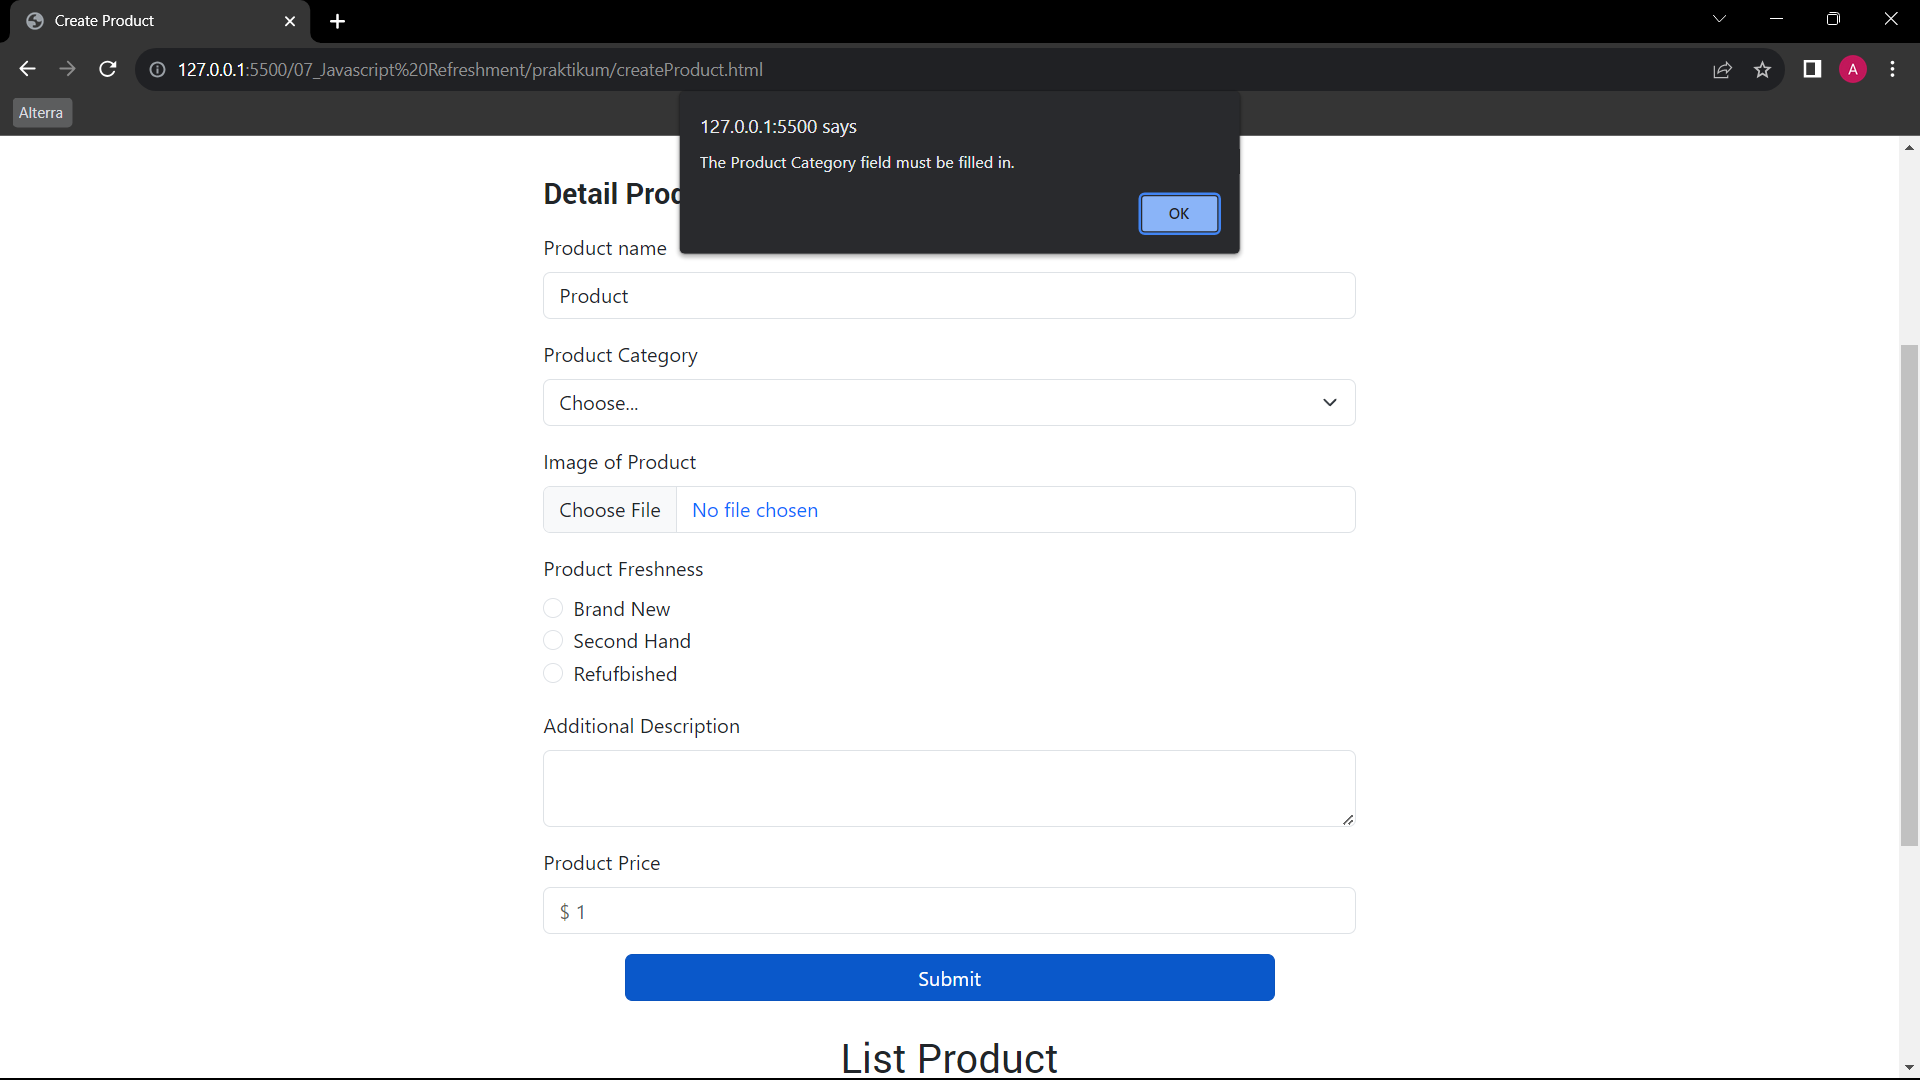 Create Product
127.0.0.1:5500/07_Javascript%20Refreshment/praktikum/createProduct.html
A
Alterra
127.0.0.1:5500 says
The Product Category field must be filled in.
OK
Detail Prod
Product name
Product
Product Category
Choose...
Image of Product
Choose File No file chosen
Product Freshness
Brand New
Second Hand
Refufbished
Additional Description
Product Price
$ 1
Submit
List Product